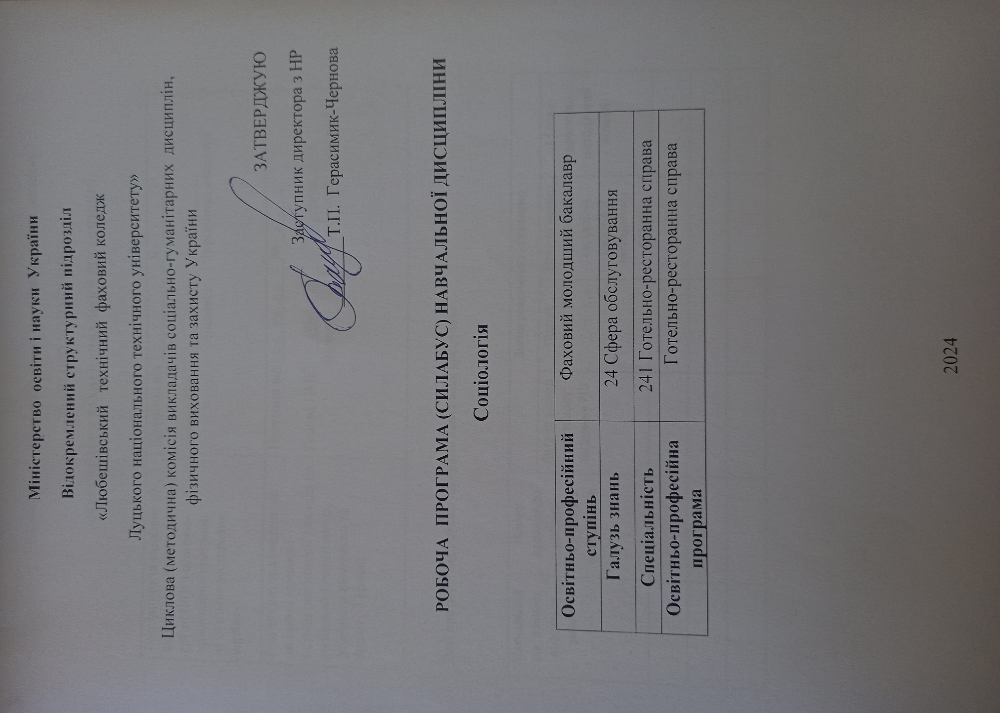 Міністерство освіти і науки України
Відокремлений структурний підрозділ
«Любешівський технічний фаховий коледж
Луцького національного технічного університету»
Циклова (методична) комісія викладачів соціально-гуманітарних дисциплін,
фізичного виховання та захисту України
ЗАТВЕРДЖУЮ
Заступник директора з НР
Т.П. Герасимик-Чернова
РОБОЧА ПРОГРАМА (СИЛАБУС) НАВЧАЛЬНОЇ ДИСЦИПЛІНИ
Соціологія
Освітньо-професійний Фаховий молодший бакалавр
ступінь
Галузь знань 24 Сфера обслуговування
Спеціальність 241 Готельно-ресторанна справа
Освітньо-професійна Готельно-ресторанна справа
програма
2024